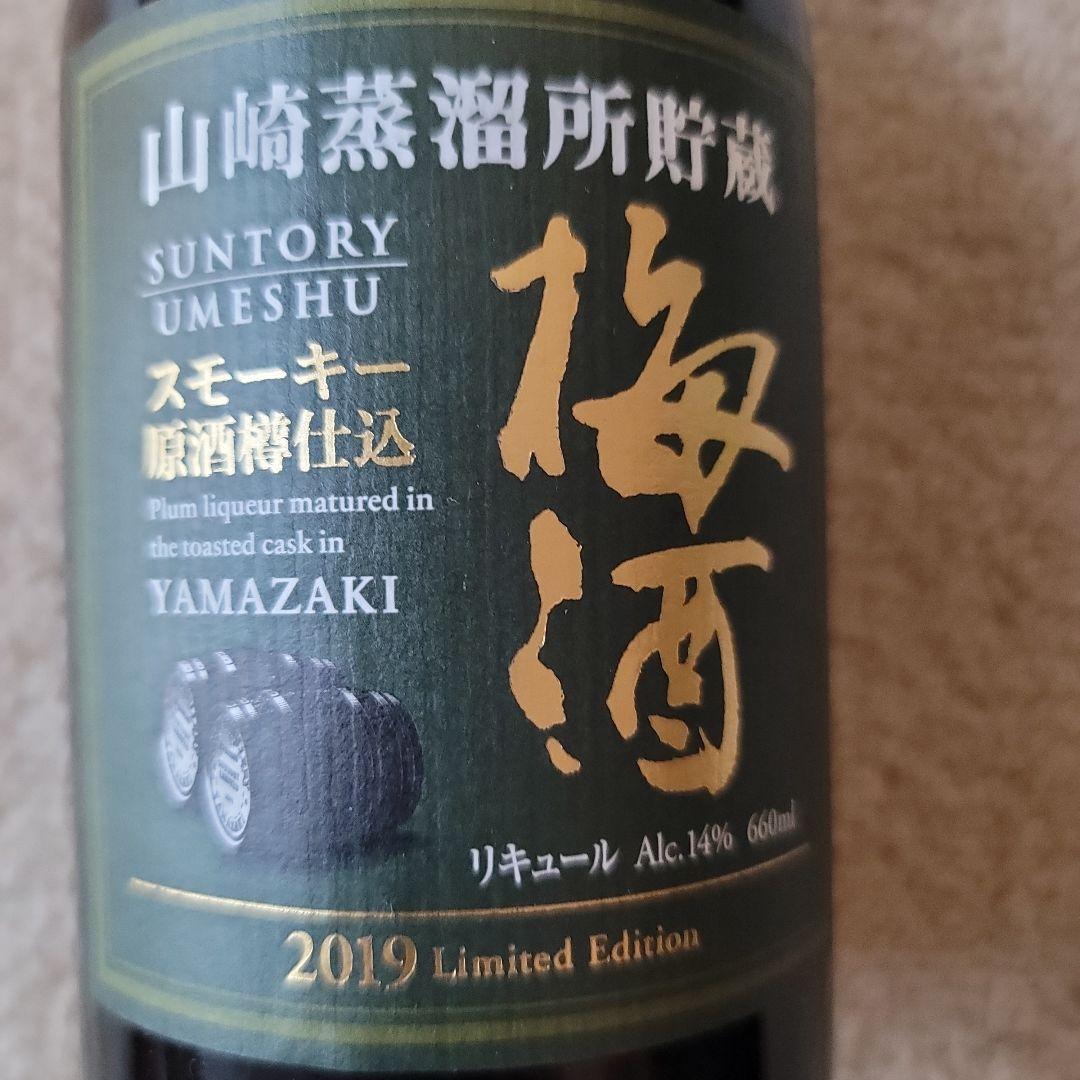 山崎蒸溜所貯蔵
SUNTORY
UMESHU
スモーキー
原酒樽仕込
Plum liqueur matured in
the toasted cask in
YAMAZAKI
梅酒
リキュール Alc.14% 660ml
2019 Limited Edition